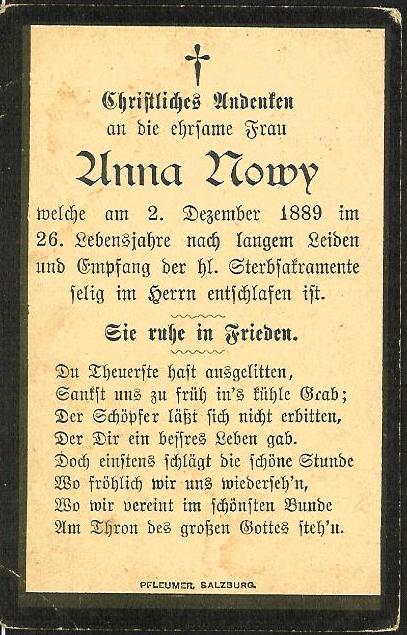 Christliches Andenken
an die ehrsame Frau
Anna Nowy
welche am 2. Dezember 1889 im
26. Lebensjahre nach langem Leiden
und Empfang der hl. Sterbsakramente
selig im Herrn entschlafen ist.
Sie ruhe in Frieden.
Du Theuerste hast ausgelitten,
Sankst uns zu früh in's kühle Grab;
Der Schöpfer läßt sich nicht erbitten,
Der Dir ein bessres Leben gab.
Doch einstens schlägt die schöne Stunde
Wo fröhlich wir uns wiederseh'n,
Wo wir vereint im schönsten Bunde
Am Thron des großen Gottes steh'n.
PFLEUMER, SALZBURG.